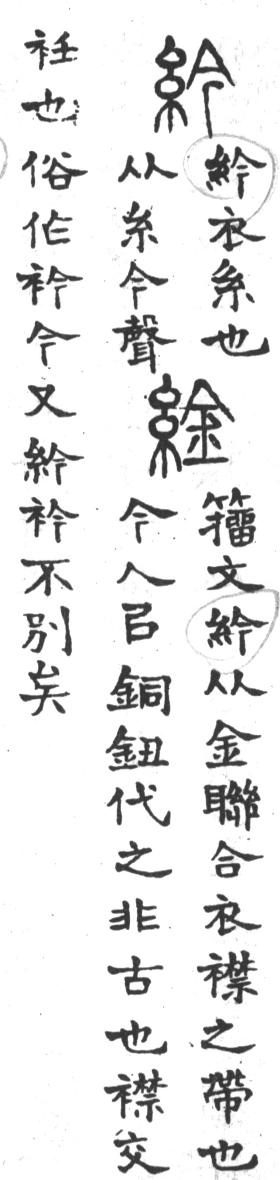 紟
紟衣系也
从糸今聲
籀文紟从金聯合衣襟之帶也
今人㠯銅鈕代之非古也襟交
衽也俗作衿今又紟衿不別矣